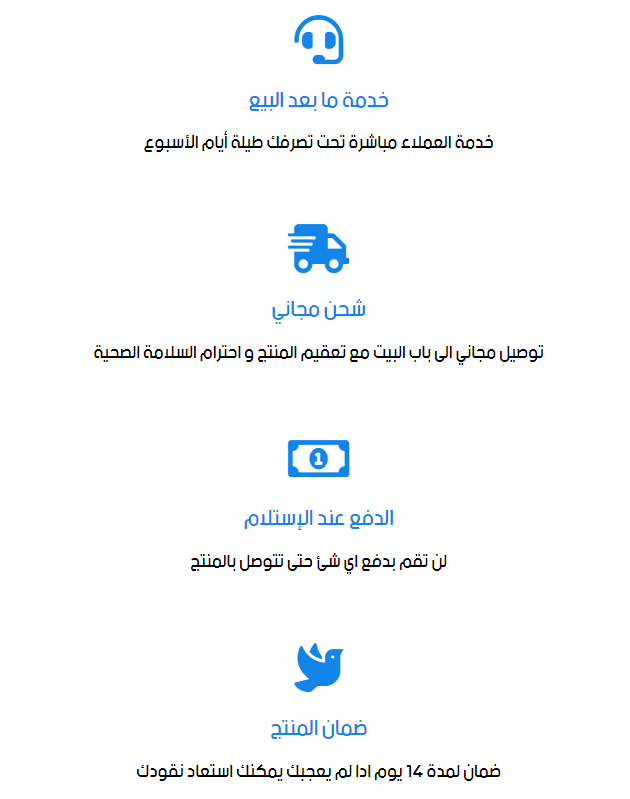 خدمة ما بعد البيع
خدمة العملاء مباشرة تحت تصرفك طيلة أيام الأسبوع
شحن مجاني
توصيل مجاني الى باب البيت مع تعقيم المنتج و احترام السلامة الصحية
1
الدفع عند الإستلام
لن تقم بدفع اي شئ حتى تتوصل بالمنتج
ضمان المنتج
ضمان لمدة 14 يوم ادا لم يعجبك يمكنك استعاد نقودك